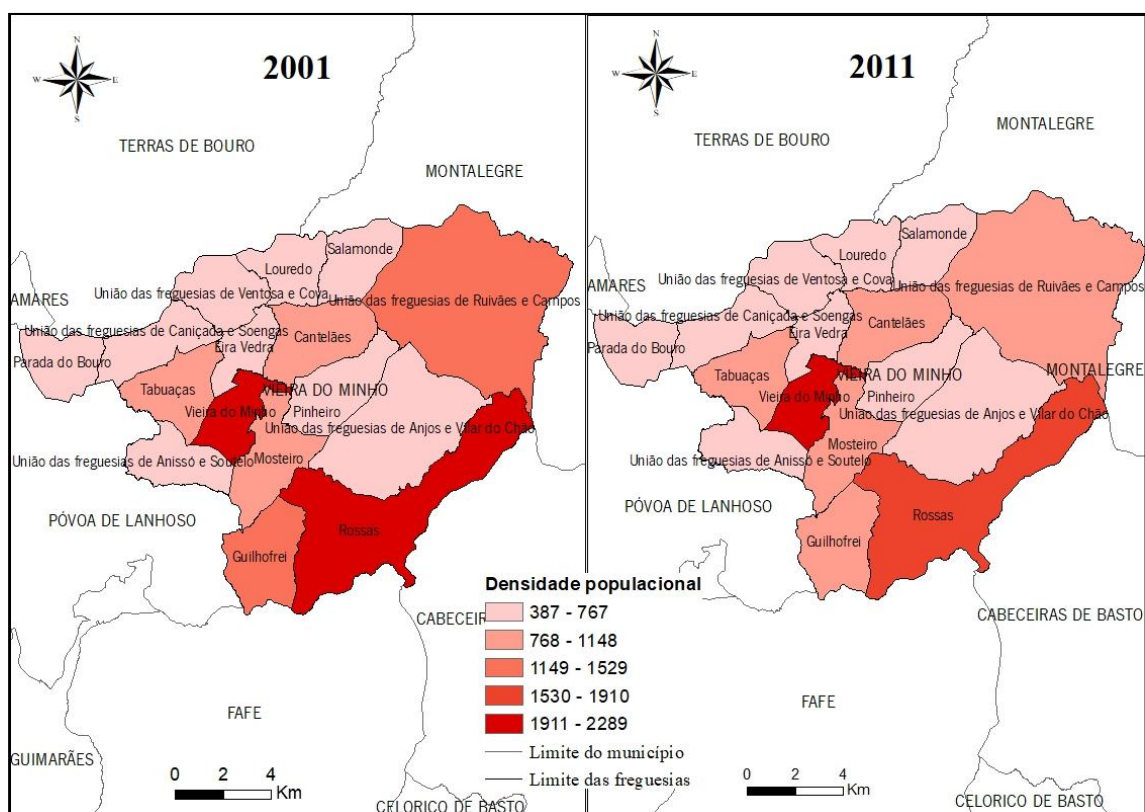 2001
N
W
E
S
TERRAS DE BOURO
MONTALEGRE
Salamonde
Louredo
União das freguesias de Ventosa e Cova
União das freguesias de Ruivães e Campos
AMARES
União das freguesias de Caniçada e Soengas
Cantelães
Eira Vedra
Parada do Bouro
Tabuaças
VIEIRA DO MINHO
Vieira do Minho
Pinheiro
União das freguesias de Anjos e Vilar do Chão
União das freguesias de Anissó e Soutelo
Mosteiro
PÓVOA DE LANHOSO
Rossas
Guilhofrei
CABECEI
FAFE
GUIMARÃES
0 2 4
Km
CELORICO DE BASTO
Densidade populacional
387 - 767
768 - 1148
1149 - 1529
1530 - 1910
1911 - 2289
Limite do município
Limite das freguesias
2011
N
W
E
S
TERRAS DE BOURO
MONTALEGRE
Salamonde
Louredo
União das freguesias de Ventosa e Cova
União das freguesias de Ruivães e Campos
AMARES
União das freguesias de Caniçada e Soengas
Cantelães
Eira Vedra
Parada do Bouro
MONTALEGRE
Tabuaças
VIEIRA DO MINHO
Vieira do Minho
Pinheiro
União das freguesias de Anjos e Vilar do Chão
Mosteiro
União das freguesias de Anissó e Soutelo
PÓVOA DE LANHOSO
Rossas
Guilhofrei
CABECEIRAS DE BASTO
FAFE
0 2 4
Km
CELORICO DE BASTO